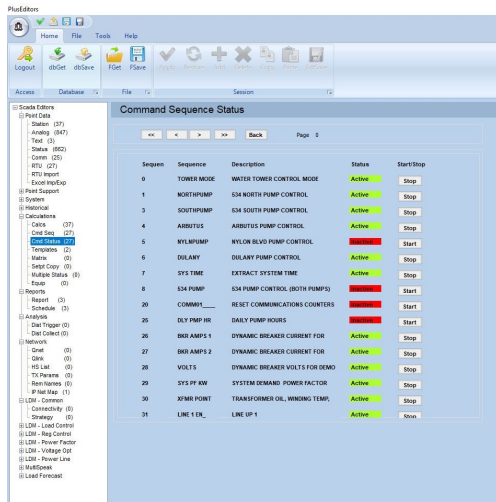 PlusEditors
Home File Tools Help
Logout dbGet dbSave FGet FSave Apply Add Delete Copy Paste
Access Database File Session
Scada Editors
Point Data
Station (37)
Analog (847)
Text (3)
Status (662)
Comm (25)
RTU (27)
RTU Import
Excel Imp/Exp
Point Support
System
Historical
Calculations
Calcs (37)
Cmd Seq (27)
Cmd Status (27)
Templates (2)
Matrix (0)
Setpt Copy (0)
Multiple Status (0)
Equip (0)
Reports
Report (3)
Schedule (3)
Analysis
Dist Trigger (0)
Dist Collect (0)
Network
Qnet (0)
Qlink (0)
HS List (0)
TX Params (0)
Rem Names (0)
IP Net Map (1)
LDM - Common
Connectivity (0)
Strategy (0)
LDM - Load Control
LDM - Reg Control
LDM - Power Factor
LDM - Voltage Opt
LDM - Power Line
MultiSpeak
Load Forecast
Command Sequence Status
<< < > >> Back Page 0
Sequen Sequence Description Status Start/Stop
0 TOWER MODE WATER TOWER CONTROL MODE Active Stop
1 NORTHPUMP 534 NORTH PUMP CONTROL Active Stop
3 SOUTHPUMP 534 SOUTH PUMP CONTROL Active Stop
4 ARBUTUS ARBUTUS PUMP CONTROL Active Stop
5 NYLNPUMP NYLON BLVD PUMP CONTROL Inactive Start
6 DULANY DULANY PUMP CONTROL Active Stop
7 SYS TIME EXTRACT SYSTEM TIME Active Stop
8 534 PUMP 534 PUMP CONTROL (BOTH PUMPS) Inactive Start
20 COMM01____ RESET COMMUNICATIONS COUNTERS Inactive Start
25 DLY PMP HR DAILY PUMP HOURS Inactive Start
26 BKR AMPS 1 DYNAMIC BREAKER CURRENT FOR Active Stop
27 BKR AMPS 2 DYNAMIC BREAKER CURRENT FOR Active Stop
28 VOLTS DYNAMIC BREAKER VOLTS FOR DEMO Active Stop
29 SYS PF KW SYSTEM DEMAND POWER FACTOR Active Stop
30 XFMR POINT TRANSFORMER OIL, WINDING TEMP, Active Stop
31 LINE 1 EN_ LINE UP 1 Active Stop